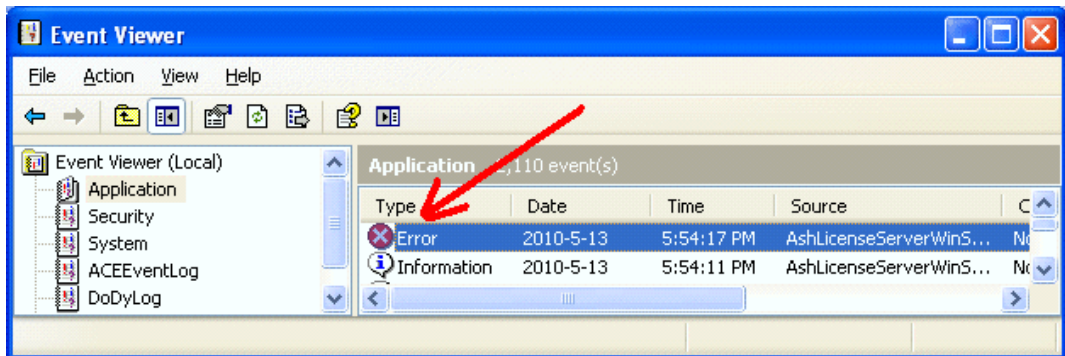 Event Viewer
File Action View Help
Event Viewer (Local)
Application
Security
System
ACEEventLog
DoDyLog
Application ,110 event(s)
Type Date Time Source
Error 2010-5-13 5:54:17 PM AshLicenseServerWinS...
Information 2010-5-13 5:54:11 PM AshLicenseServerWinS...